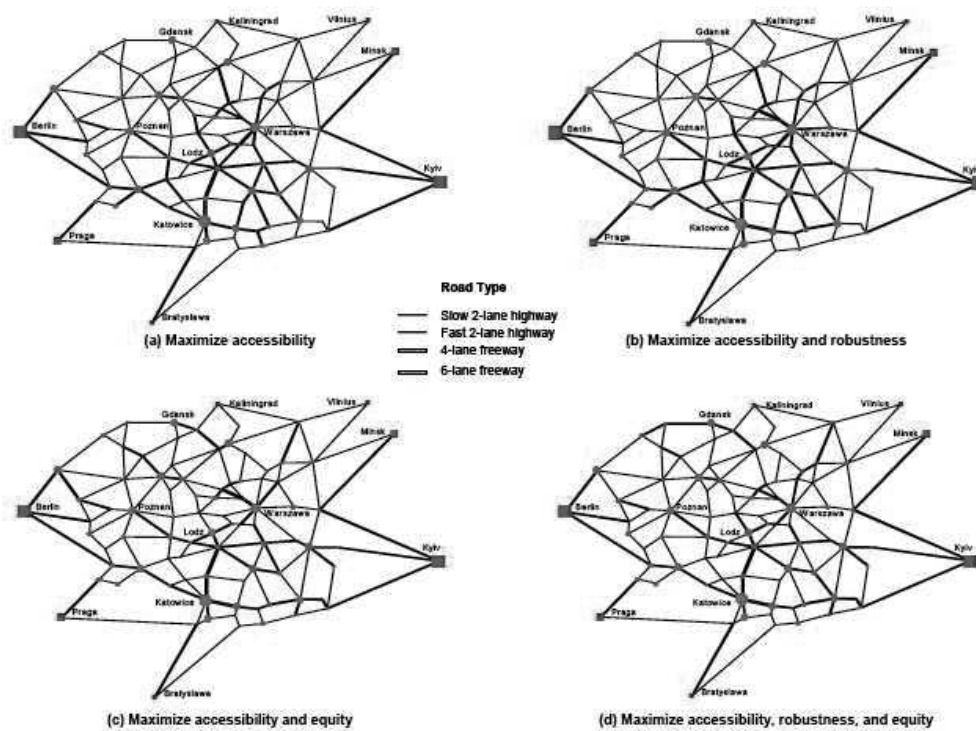 Kaliningrad
Vilnius
Gdansk
Minsk
Berlin
Poznan
Warszawa
Lodz
Kyiv
Katowice
Praga
Bratyslawa
(a) Maximize accessibility
Kaliningrad
Vilnius
Gdansk
Minsk
Berlin
Poznan
Warszawa
Lodz
Kyiv
Katowice
Praga
Bratyslawa
(b) Maximize accessibility and robustness
Road Type
Slow 2-lane highway
Fast 2-lane highway
4-lane freeway
6-lane freeway
Kaliningrad
Vilnius
Gdansk
Minsk
Berlin
Poznan
Warszawa
Lodz
Kyiv
Katowice
Praga
Bratyslawa
(c) Maximize accessibility and equity
Kaliningrad
Vilnius
Gdansk
Minsk
Berlin
Poznan
Warszawa
Lodz
Kyiv
Katowice
Praga
Bratyslawa
(d) Maximize accessibility, robustness, and equity